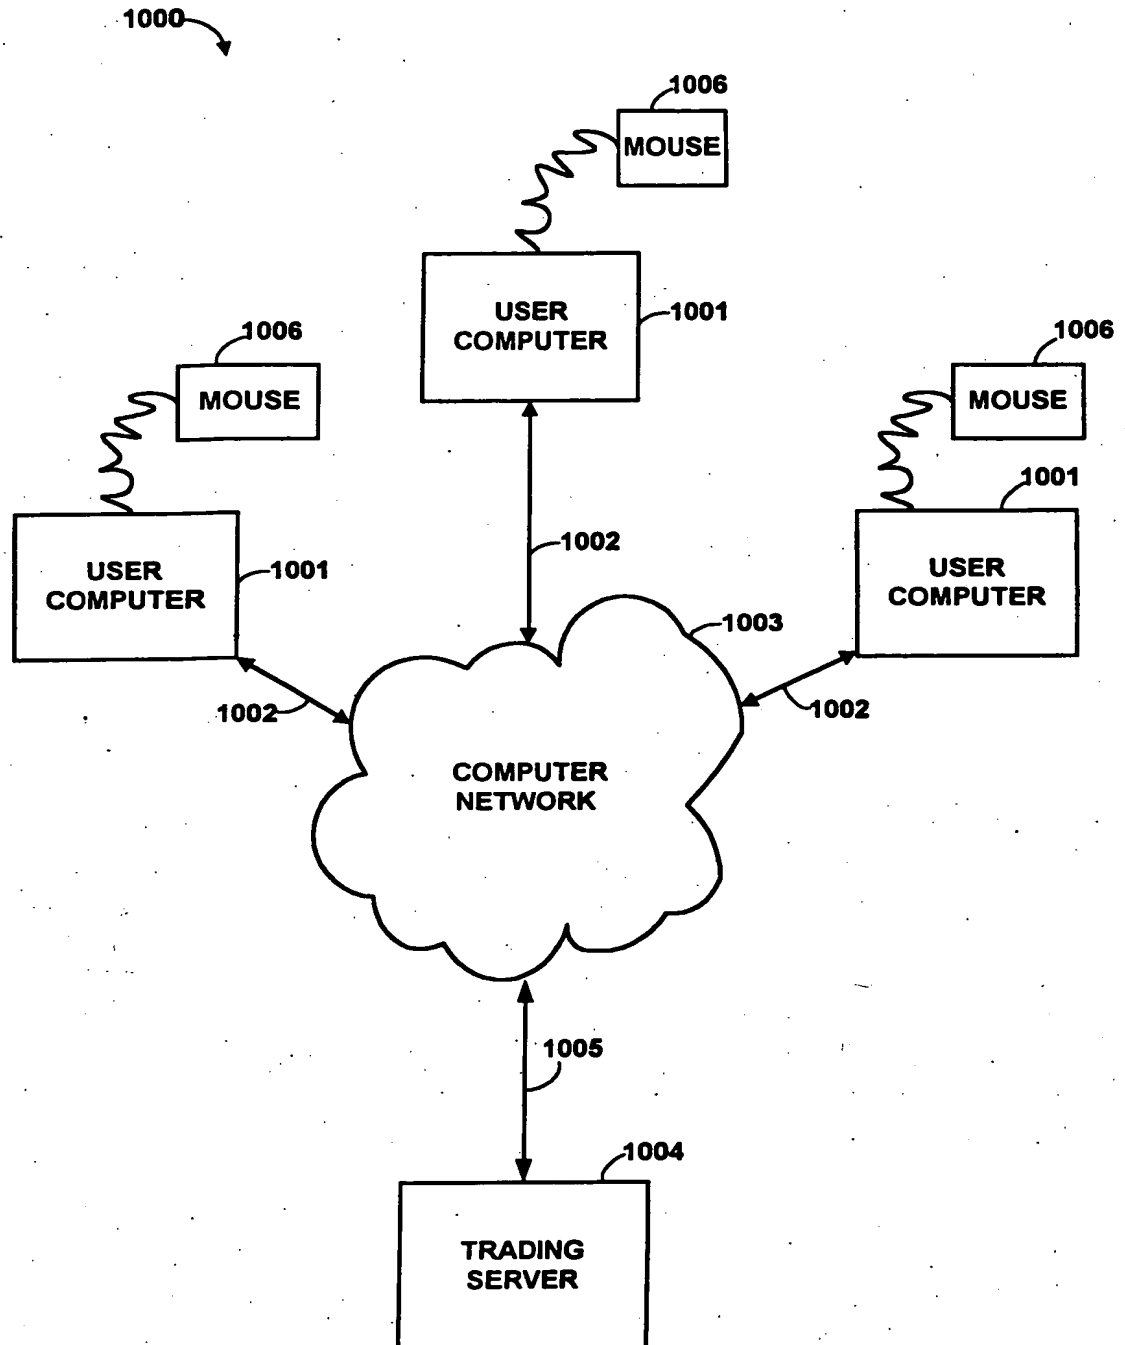 1000
1006
MOUSE
USER
COMPUTER
1001
1006
MOUSE
1006
MOUSE
1001
USER
COMPUTER
1001
USER
COMPUTER
1002
1003
1002
1002
COMPUTER
NETWORK
1005
1004
TRADING
SERVER